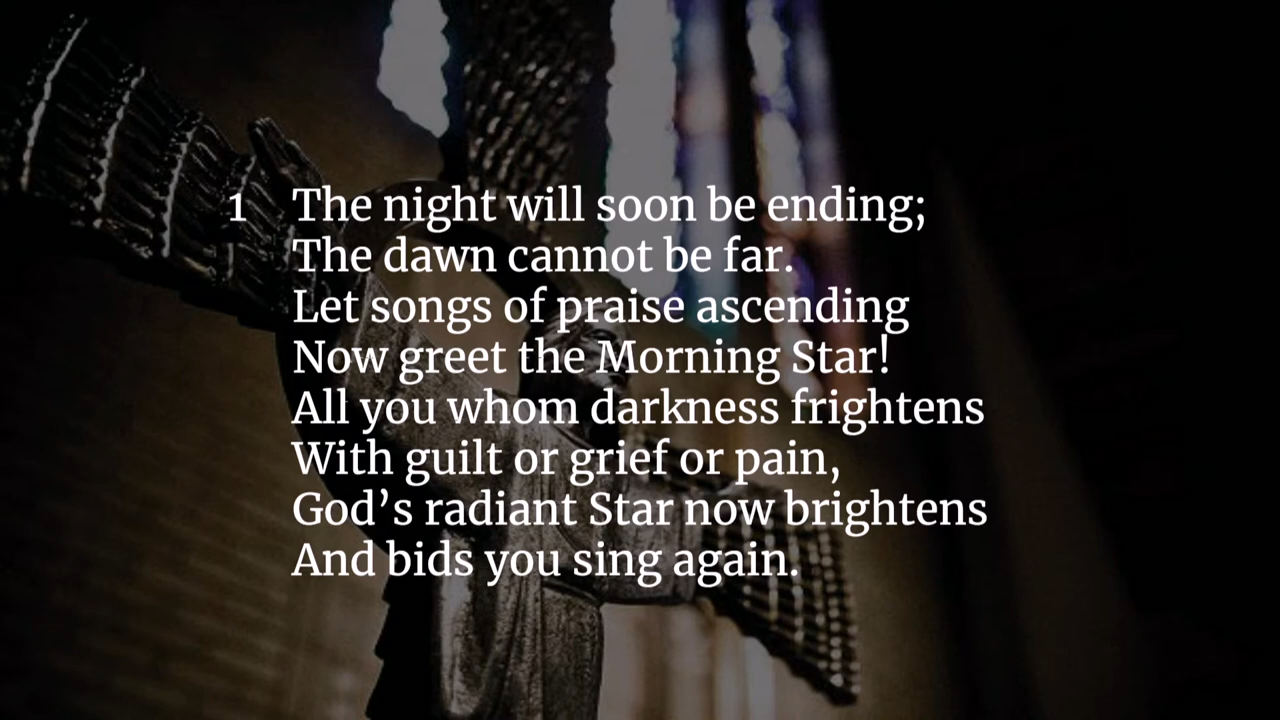 1 The night will soon be ending;
The dawn cannot be far.
Let songs of praise ascending
Now greet the Morning Star!
All you whom darkness frightens
With guilt or grief or pain,
God’s radiant Star now brightens
And bids you sing again.